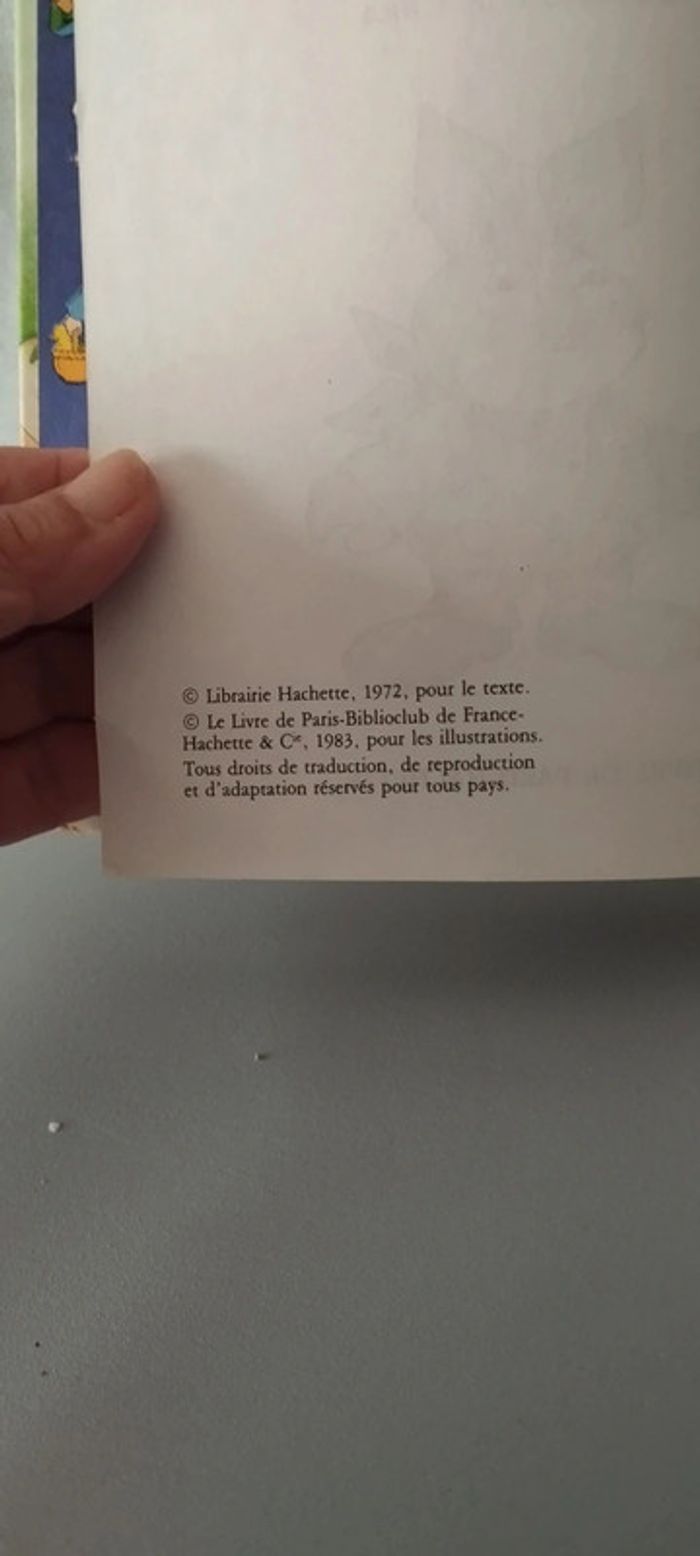 © Librairie Hachette, 1972, pour le texte.
© Le Livre de Paris-Biblioclub de France-
Hachette & Cie, 1983, pour les illustrations.
Tous droits de traduction, de reproduction
et d'adaptation réservés pour tous pays.